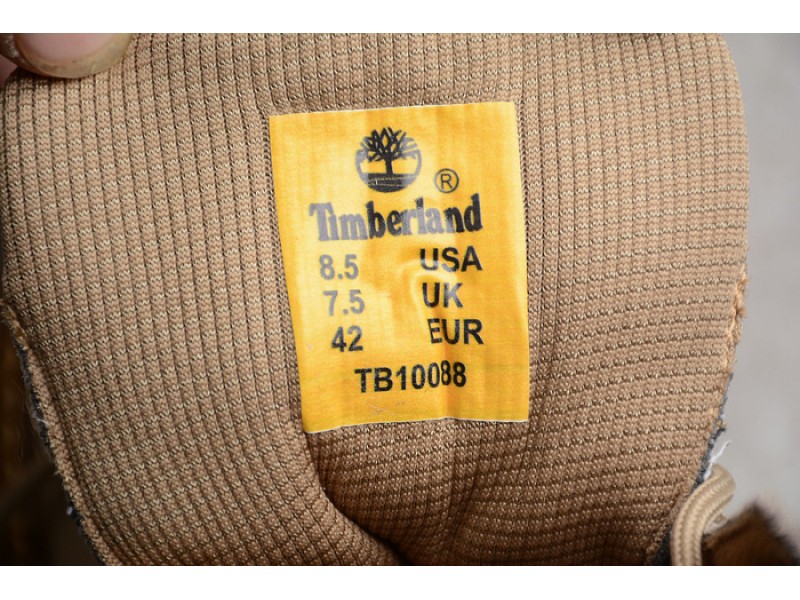 ®
Timberland
8.5 USA
7.5 UK
42 EUR
TB10088